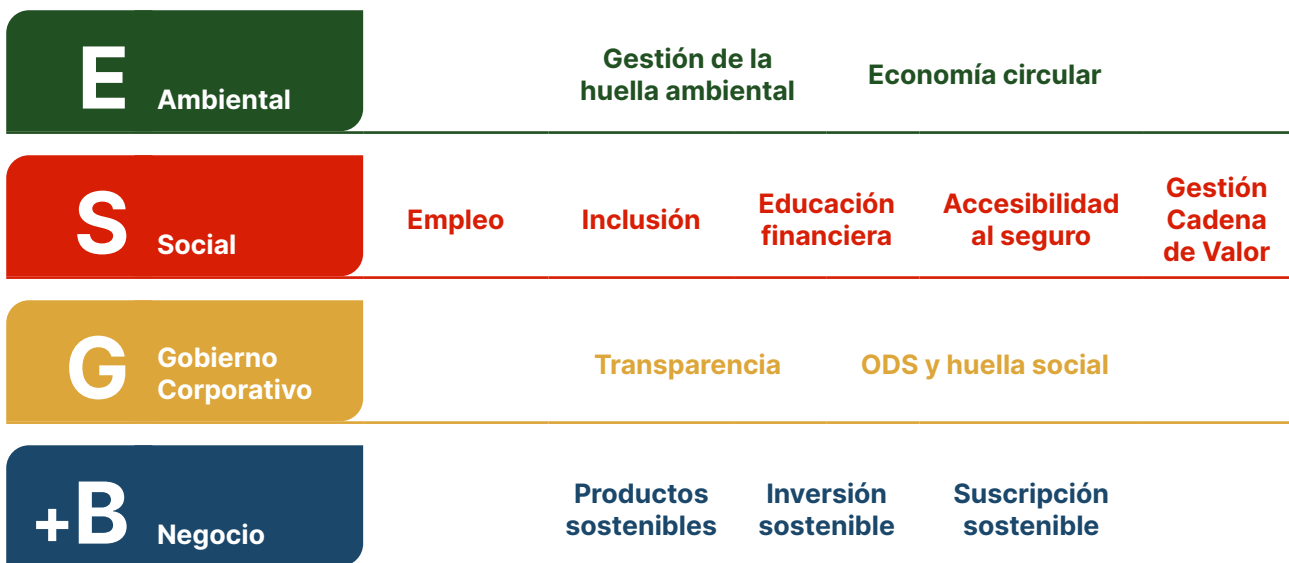 E Ambiental
Gestión de la
huella ambiental
Economía circular
S Social
Empleo
Inclusión
Educación
financiera
Accesibilidad
al seguro
Gestión
Cadena
de Valor
G Gobierno
Corporativo
Transparencia
ODS y huella social
+B Negocio
Productos
sostenibles
Inversión
sostenible
Suscripción
sostenible